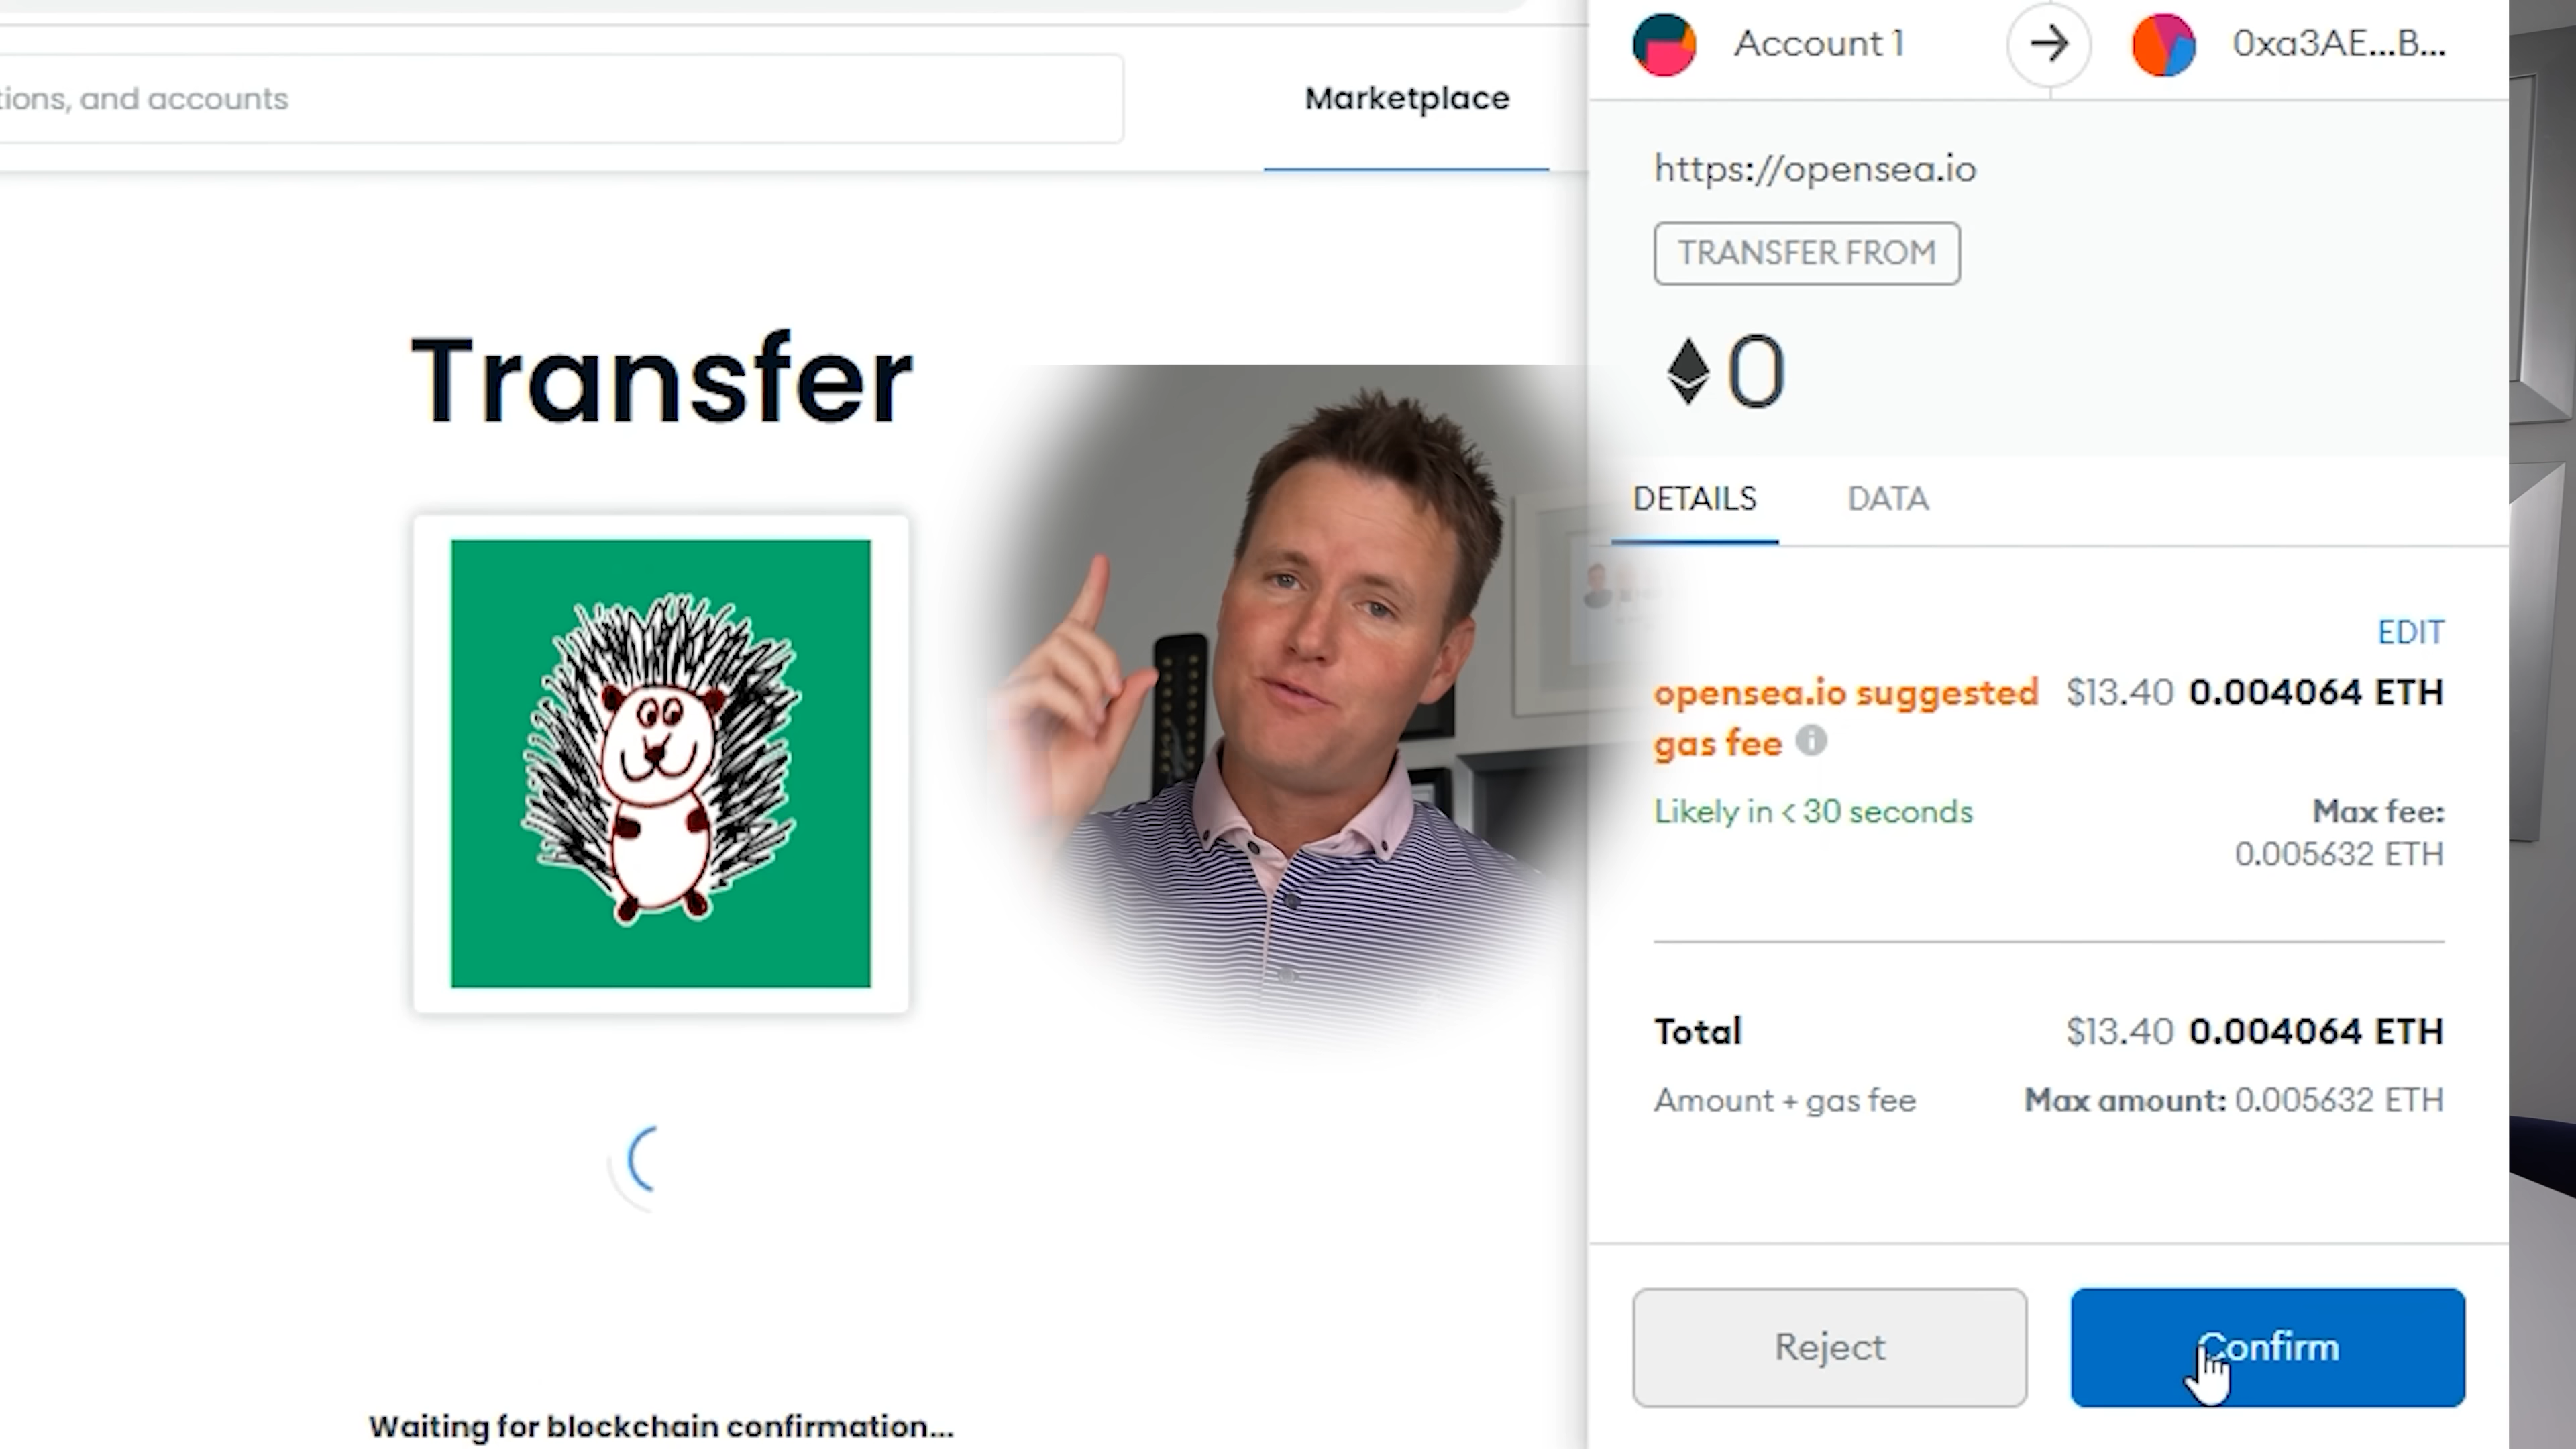 tions, and accounts
Marketplace
Transfer
Waiting for blockchain confirmation...
Account 1
0xa3AE...B...
https://opensea.io
TRANSFER FROM
0
DETAILS DATA
EDIT
opensea.io suggested $13.40 0.004064 ETH
gas fee
Likely in < 30 seconds Max fee:
0.005632 ETH
Total $13.40 0.004064 ETH
Amount + gas fee Max amount: 0.005632 ETH
Reject
Confirm